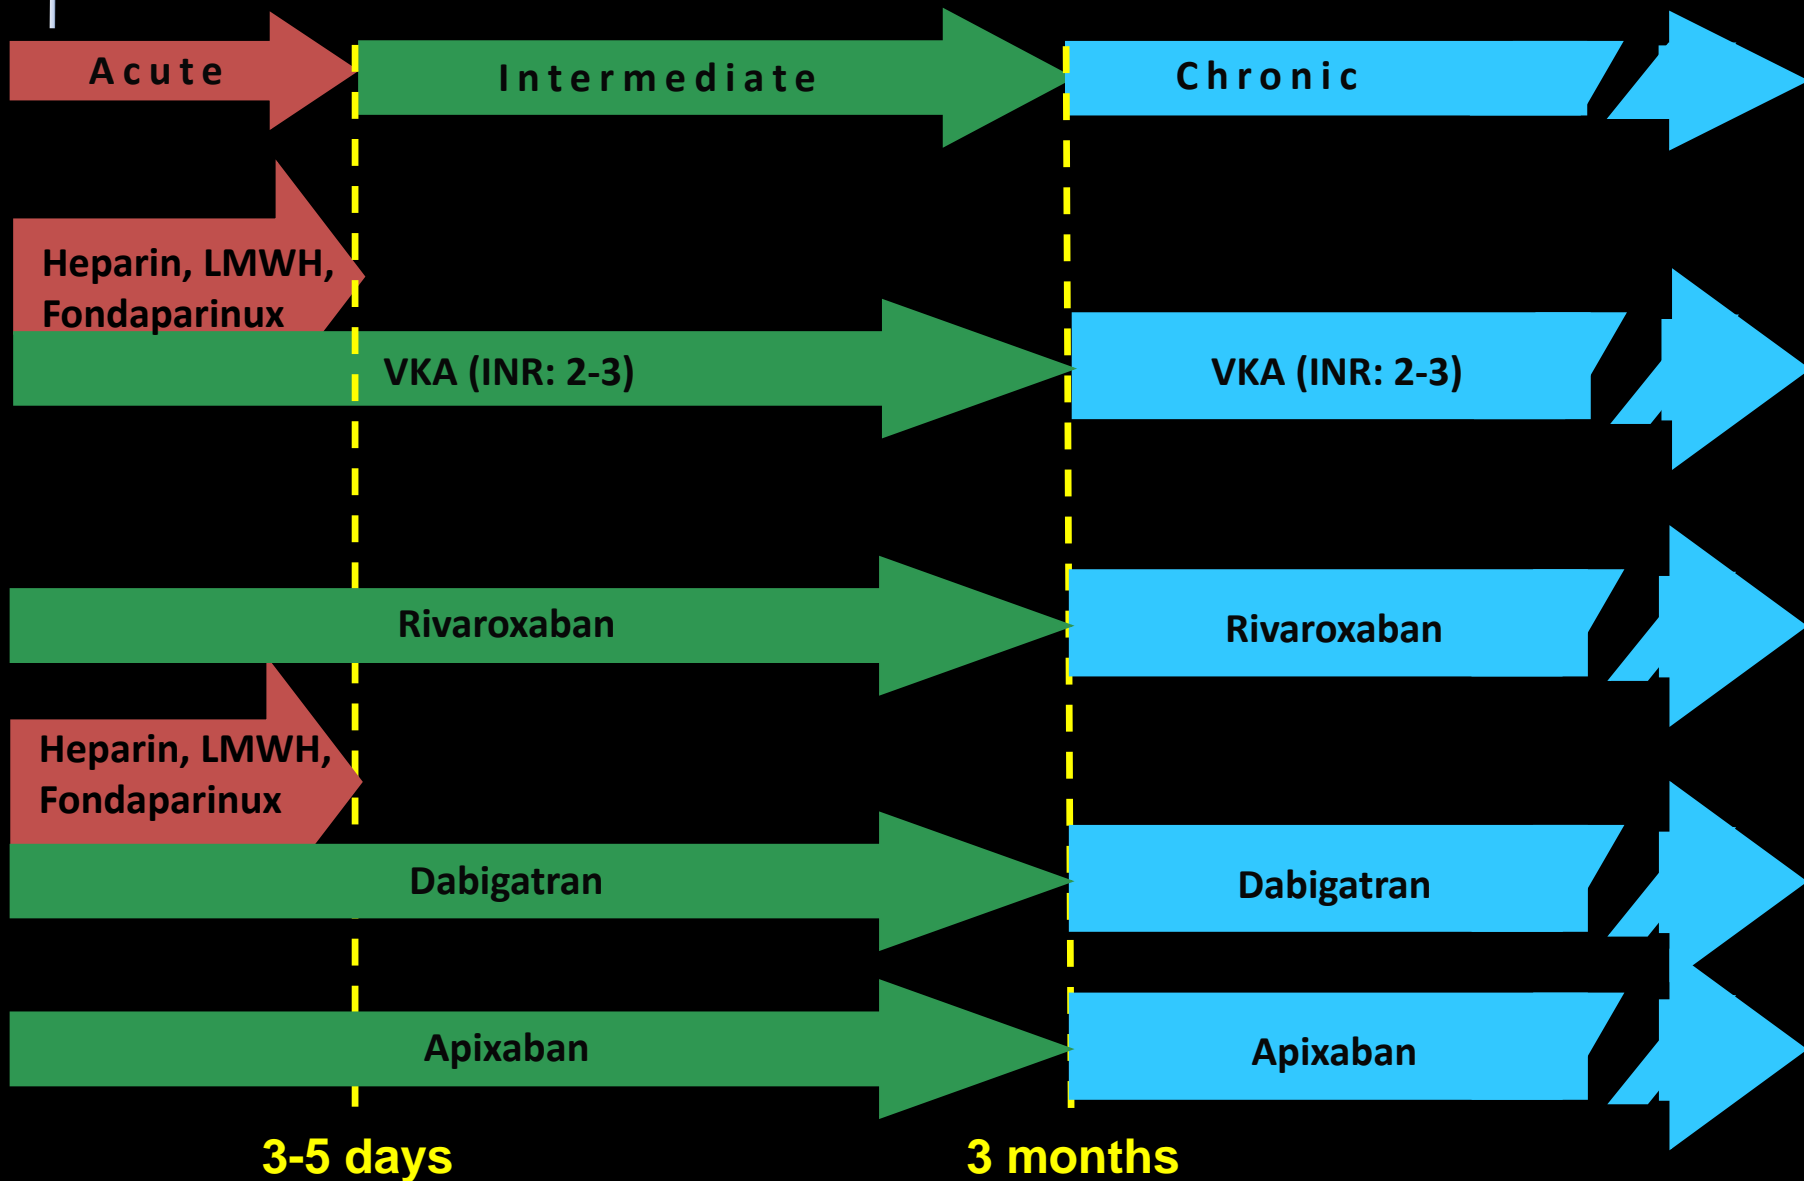 Acute
Intermediate
Chronic
Heparin, LMWH,
Fondaparinux
VKA (INR: 2-3)
VKA (INR: 2-3)
Rivaroxaban
Rivaroxaban
Heparin, LMWH,
Fondaparinux
Dabigatran
Dabigatran
Apixaban
Apixaban
3-5 days
3 months